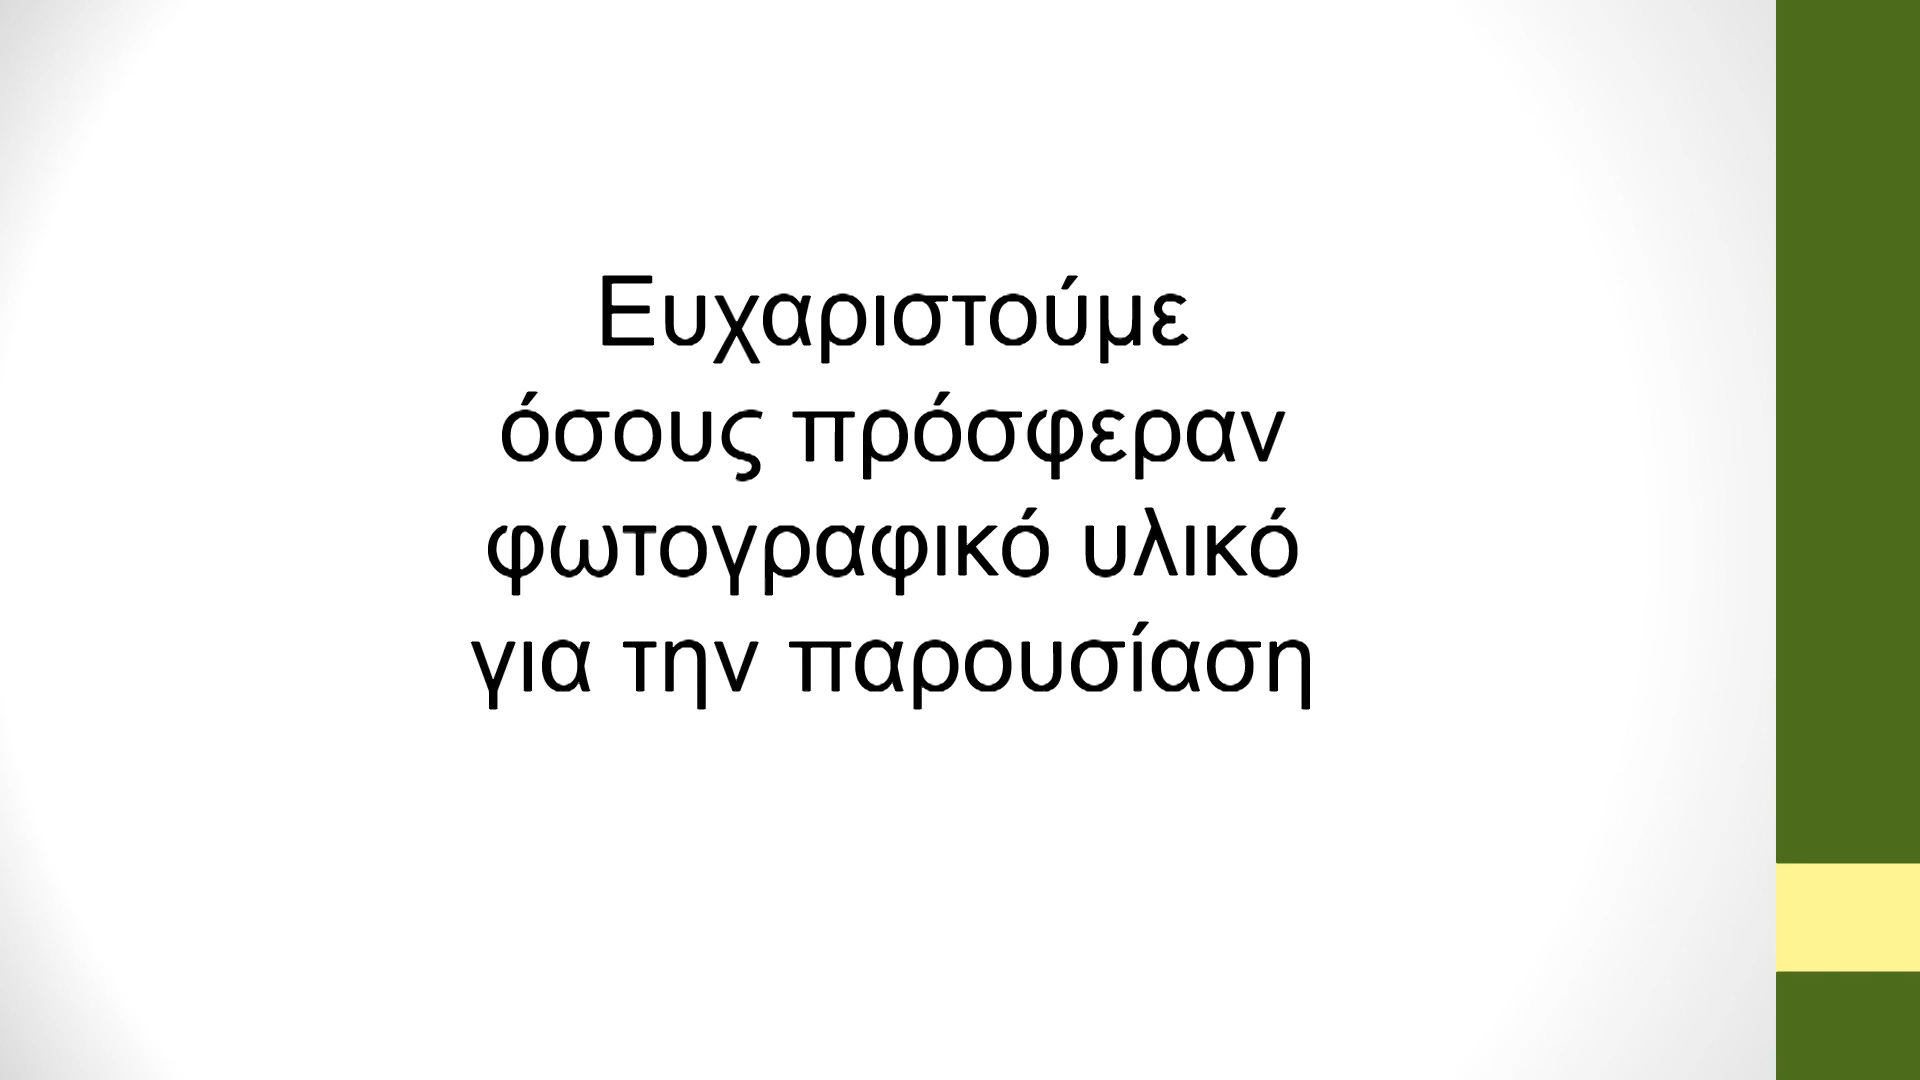 Ευχαριστούμε
όσους πρόσφεραν
φωτογραφικό υλικό
για την παρουσίαση